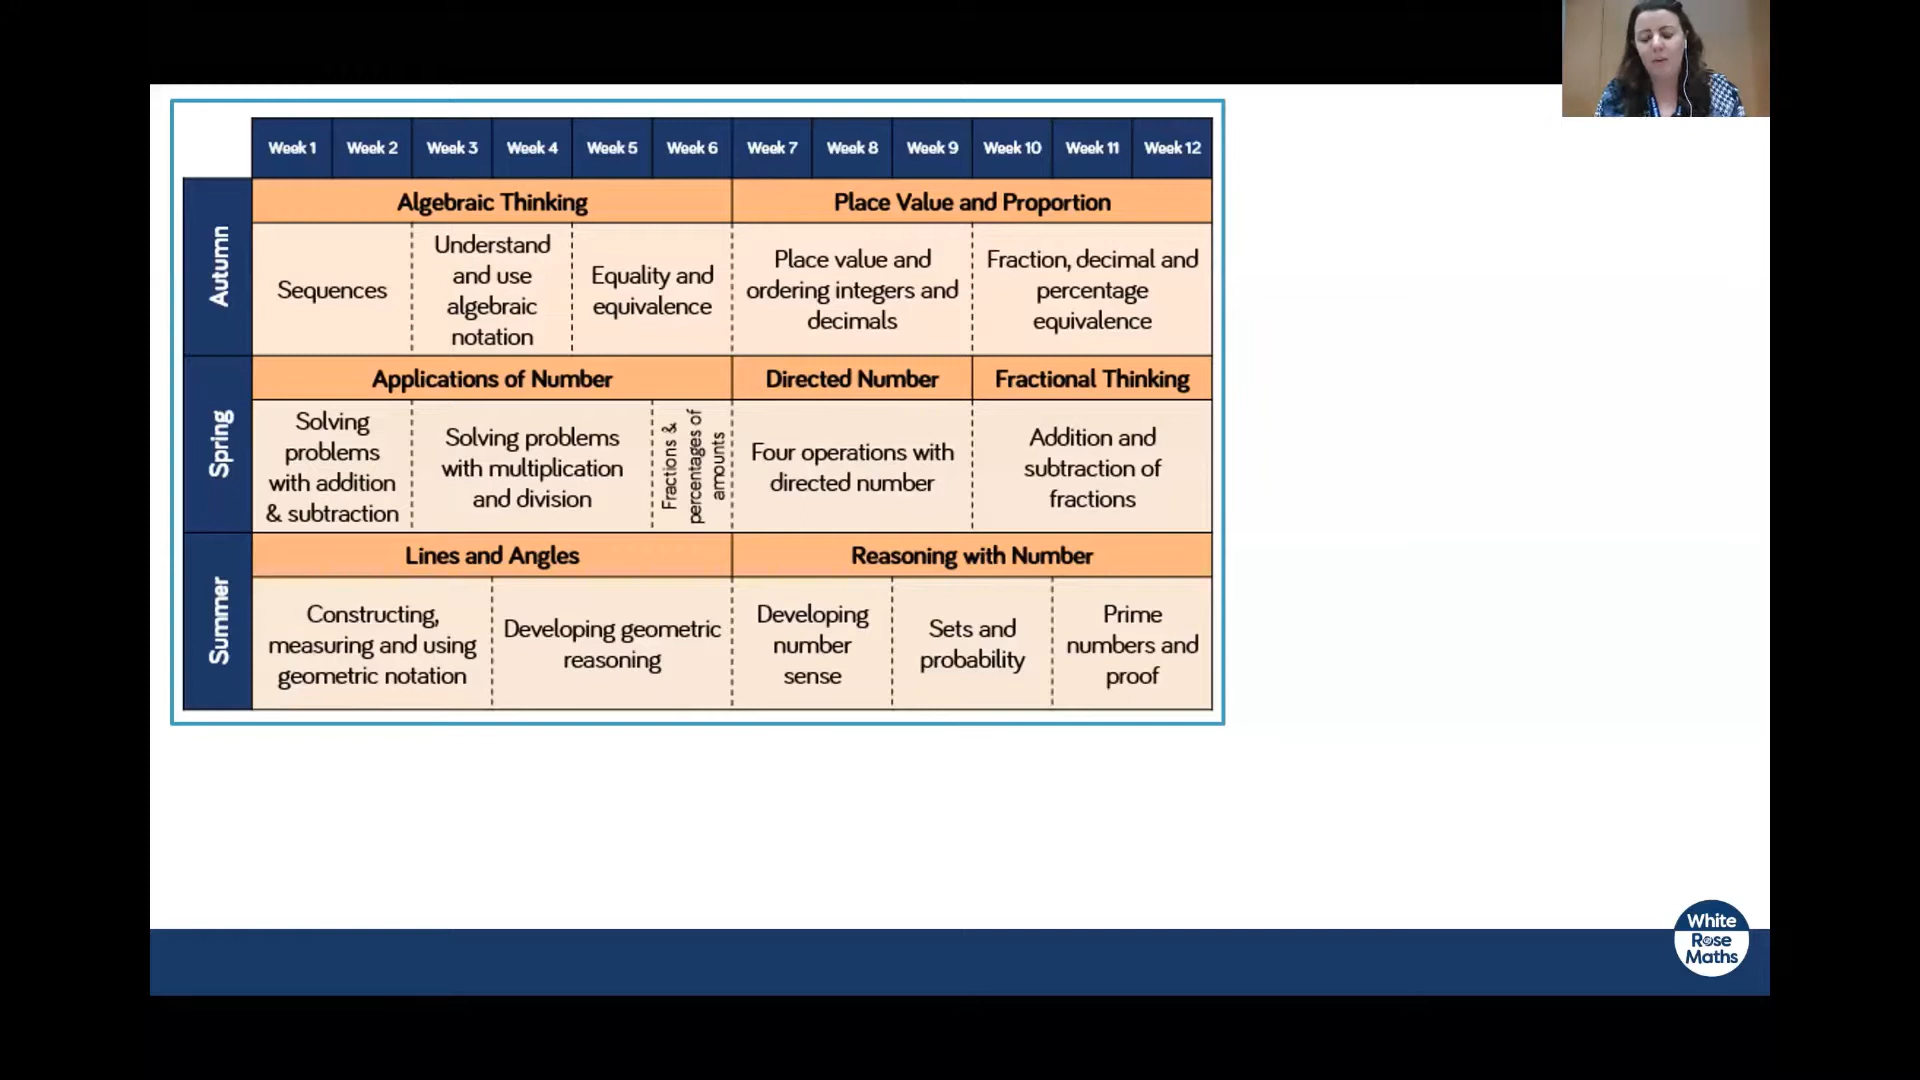 Week 1 Week 2 Week 3 Week 4 Week 5 Week 6 Week 7 Week 8 Week 9 Week 10 Week 11 Week 12
Autumn
Algebraic Thinking
Place Value and Proportion
Sequences
Understand
and use
algebraic
notation
Equality and
equivalence
Place value and
ordering integers and
decimals
Fraction, decimal and
percentage
equivalence
Spring
Applications of Number
Directed Number
Fractional Thinking
Solving
problems
with addition
& subtraction
Solving problems
with multiplication
and division
Fractions &
percentages of
amounts
Four operations with
directed number
Addition and
subtraction of
fractions
Summer
Lines and Angles
Reasoning with Number
Constructing,
measuring and using
geometric notation
Developing geometric
reasoning
Developing
number
sense
Sets and
probability
Prime
numbers and
proof
White
Rose
Maths